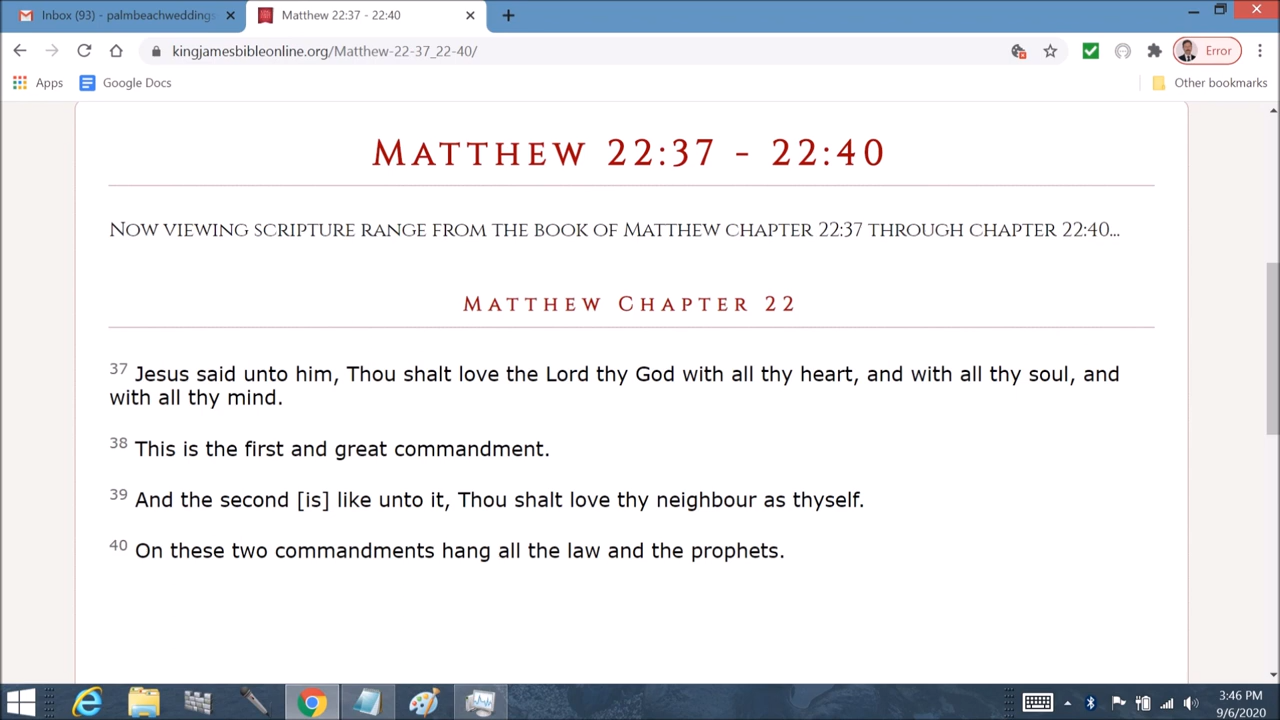 Inbox (93) - palmbeachweddings
Matthew 22:37 - 22:40
kingjamesbibleonline.org/Matthew-22-37_22-40/
Error
Apps
Google Docs
Other bookmarks
Matthew 22:37 - 22:40
Now viewing scripture range from the book of Matthew chapter 22:37 through chapter 22:40...
Matthew Chapter 22
37 Jesus said unto him, Thou shalt love the Lord thy God with all thy heart, and with all thy soul, and
with all thy mind.
38 This is the first and great commandment.
39 And the second [is] like unto it, Thou shalt love thy neighbour as thyself.
40 On these two commandments hang all the law and the prophets.
3:46 PM
9/6/2020